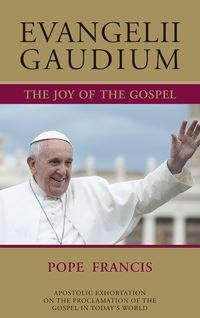 EVANGELII
GAUDIUM
THE JOY OF THE GOSPEL
POPE FRANCIS
APOSTOLIC EXHORTATION
ON THE PROCLAMATION OF THE
GOSPEL IN TODAY'S WORLD